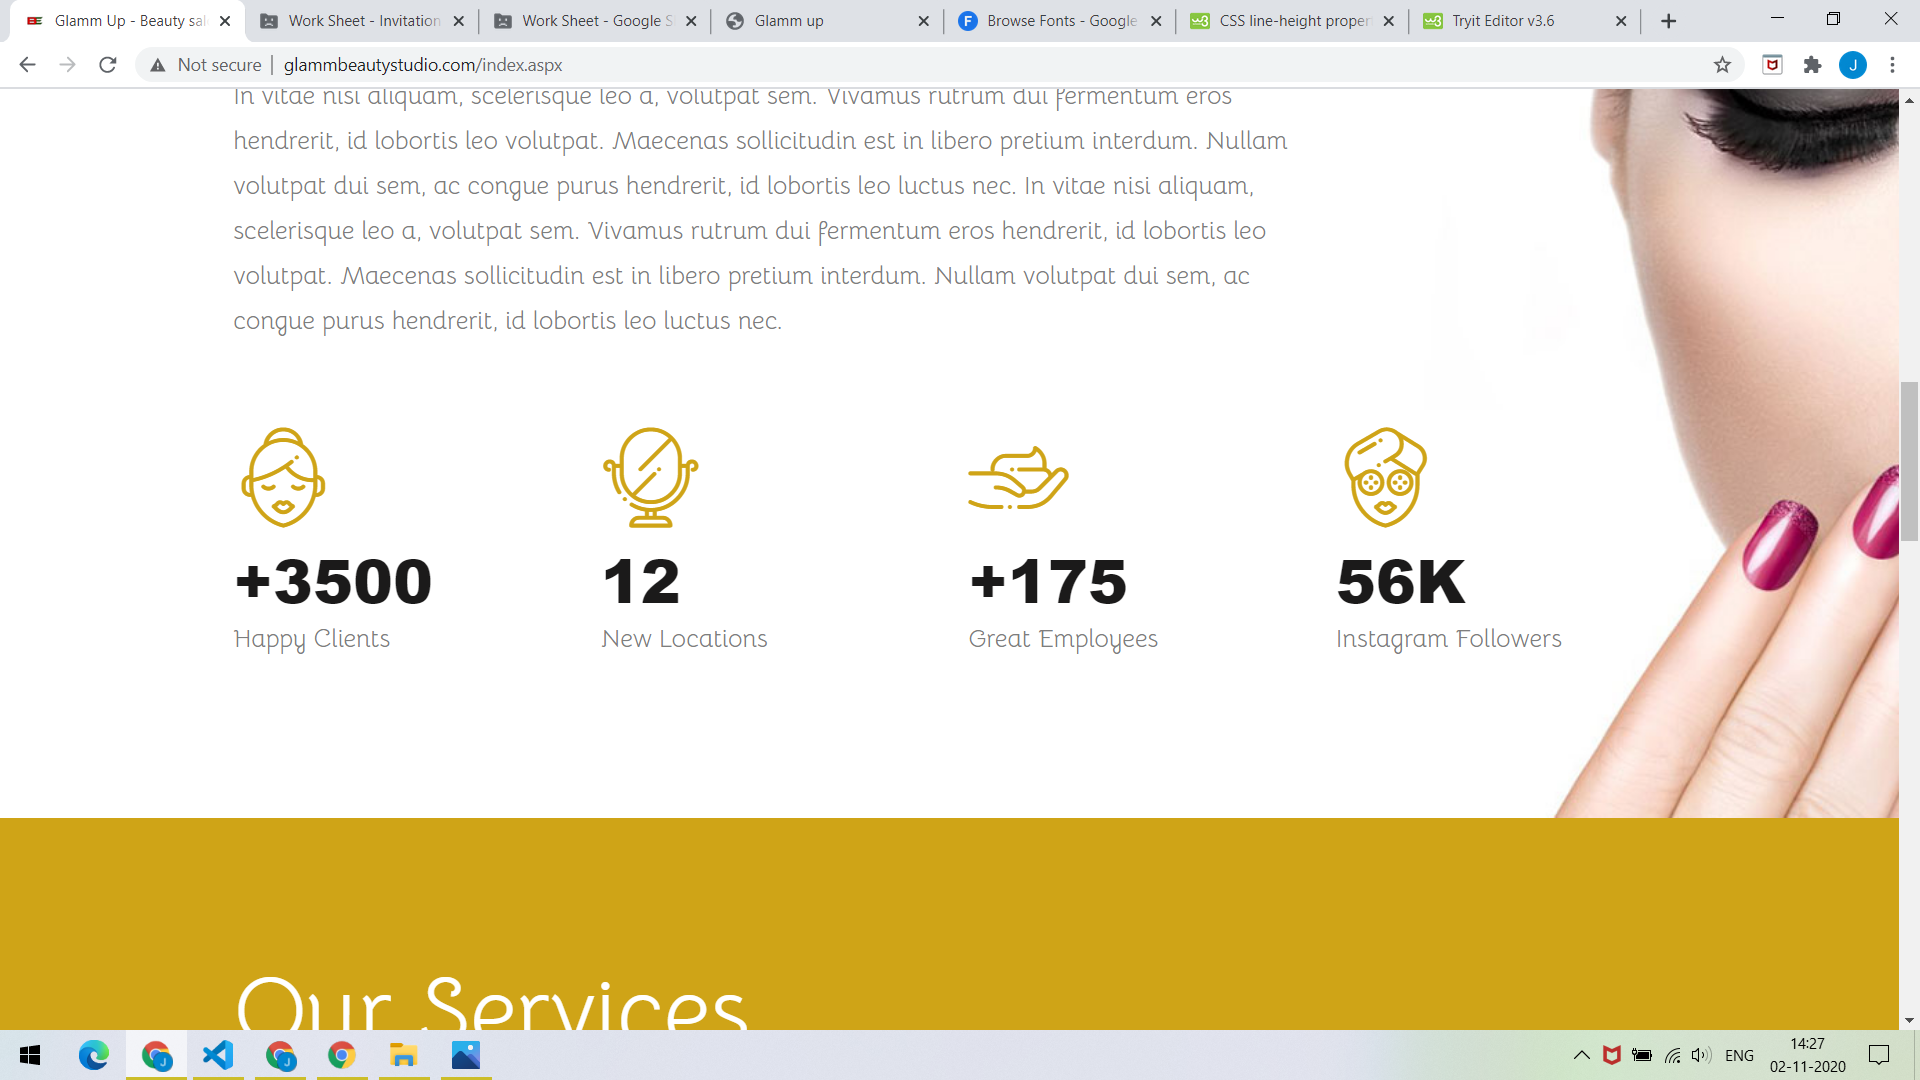 Glamm Up - Beauty sal
Work Sheet - Invitation
Work Sheet - Google S
Glamm up
Browse Fonts - Google
CSS line-height proper
Tryit Editor v3.6
Not secure
glammbeautystudio.com/index.aspx
J
In vitae nisi aliquam, scelerisque leo a, volutpat sem. Vivamus rutrum dui fermentum eros
hendrerit, id lobortis leo volutpat. Maecenas sollicitudin est in libero pretium interdum. Nullam
volutpat dui sem, ac congue purus hendrerit, id lobortis leo luctus nec. In vitae nisi aliquam,
scelerisque leo a, volutpat sem. Vivamus rutrum dui fermentum eros hendrerit, id lobortis leo
volutpat. Maecenas sollicitudin est in libero pretium interdum. Nullam volutpat dui sem, ac
congue purus hendrerit, id lobortis leo luctus nec.
+3500
Happy Clients
12
New Locations
+175
Great Employees
56K
Instagram Followers
Our Services
ENG
14:27
02-11-2020